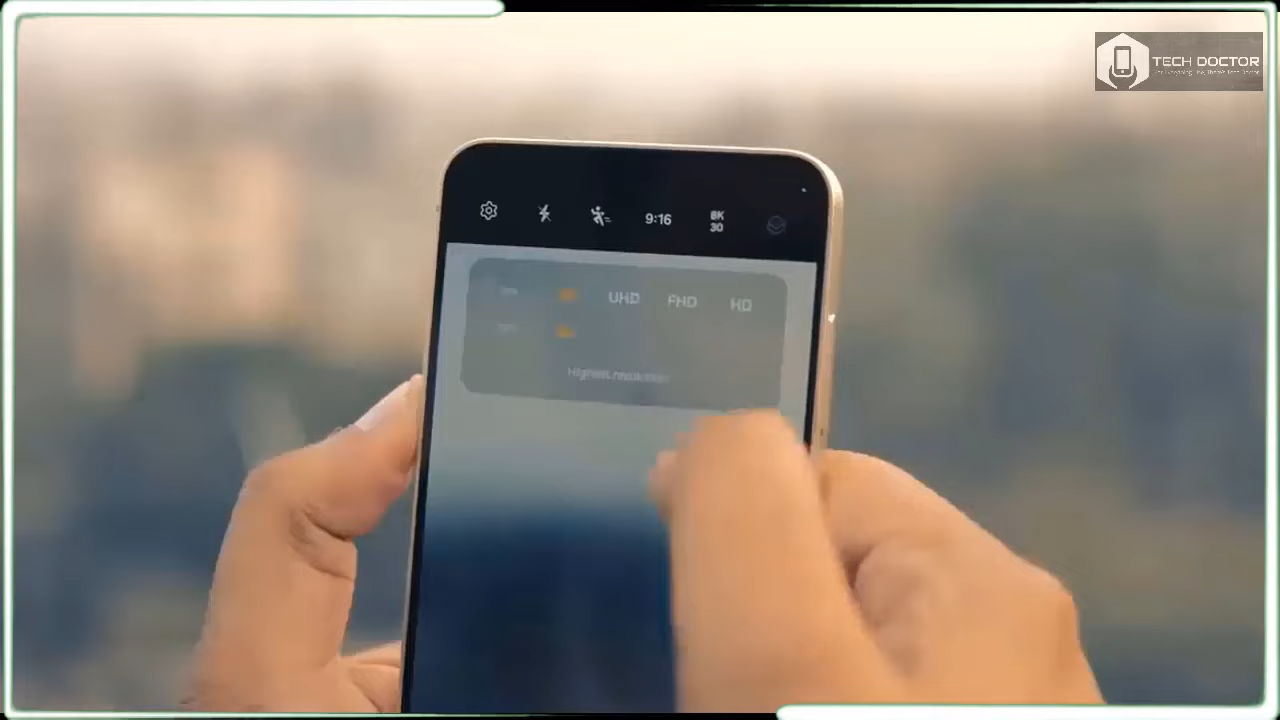 TECH DOCTOR
9:16
8K
30
UHD FHD HD
Highest resolution